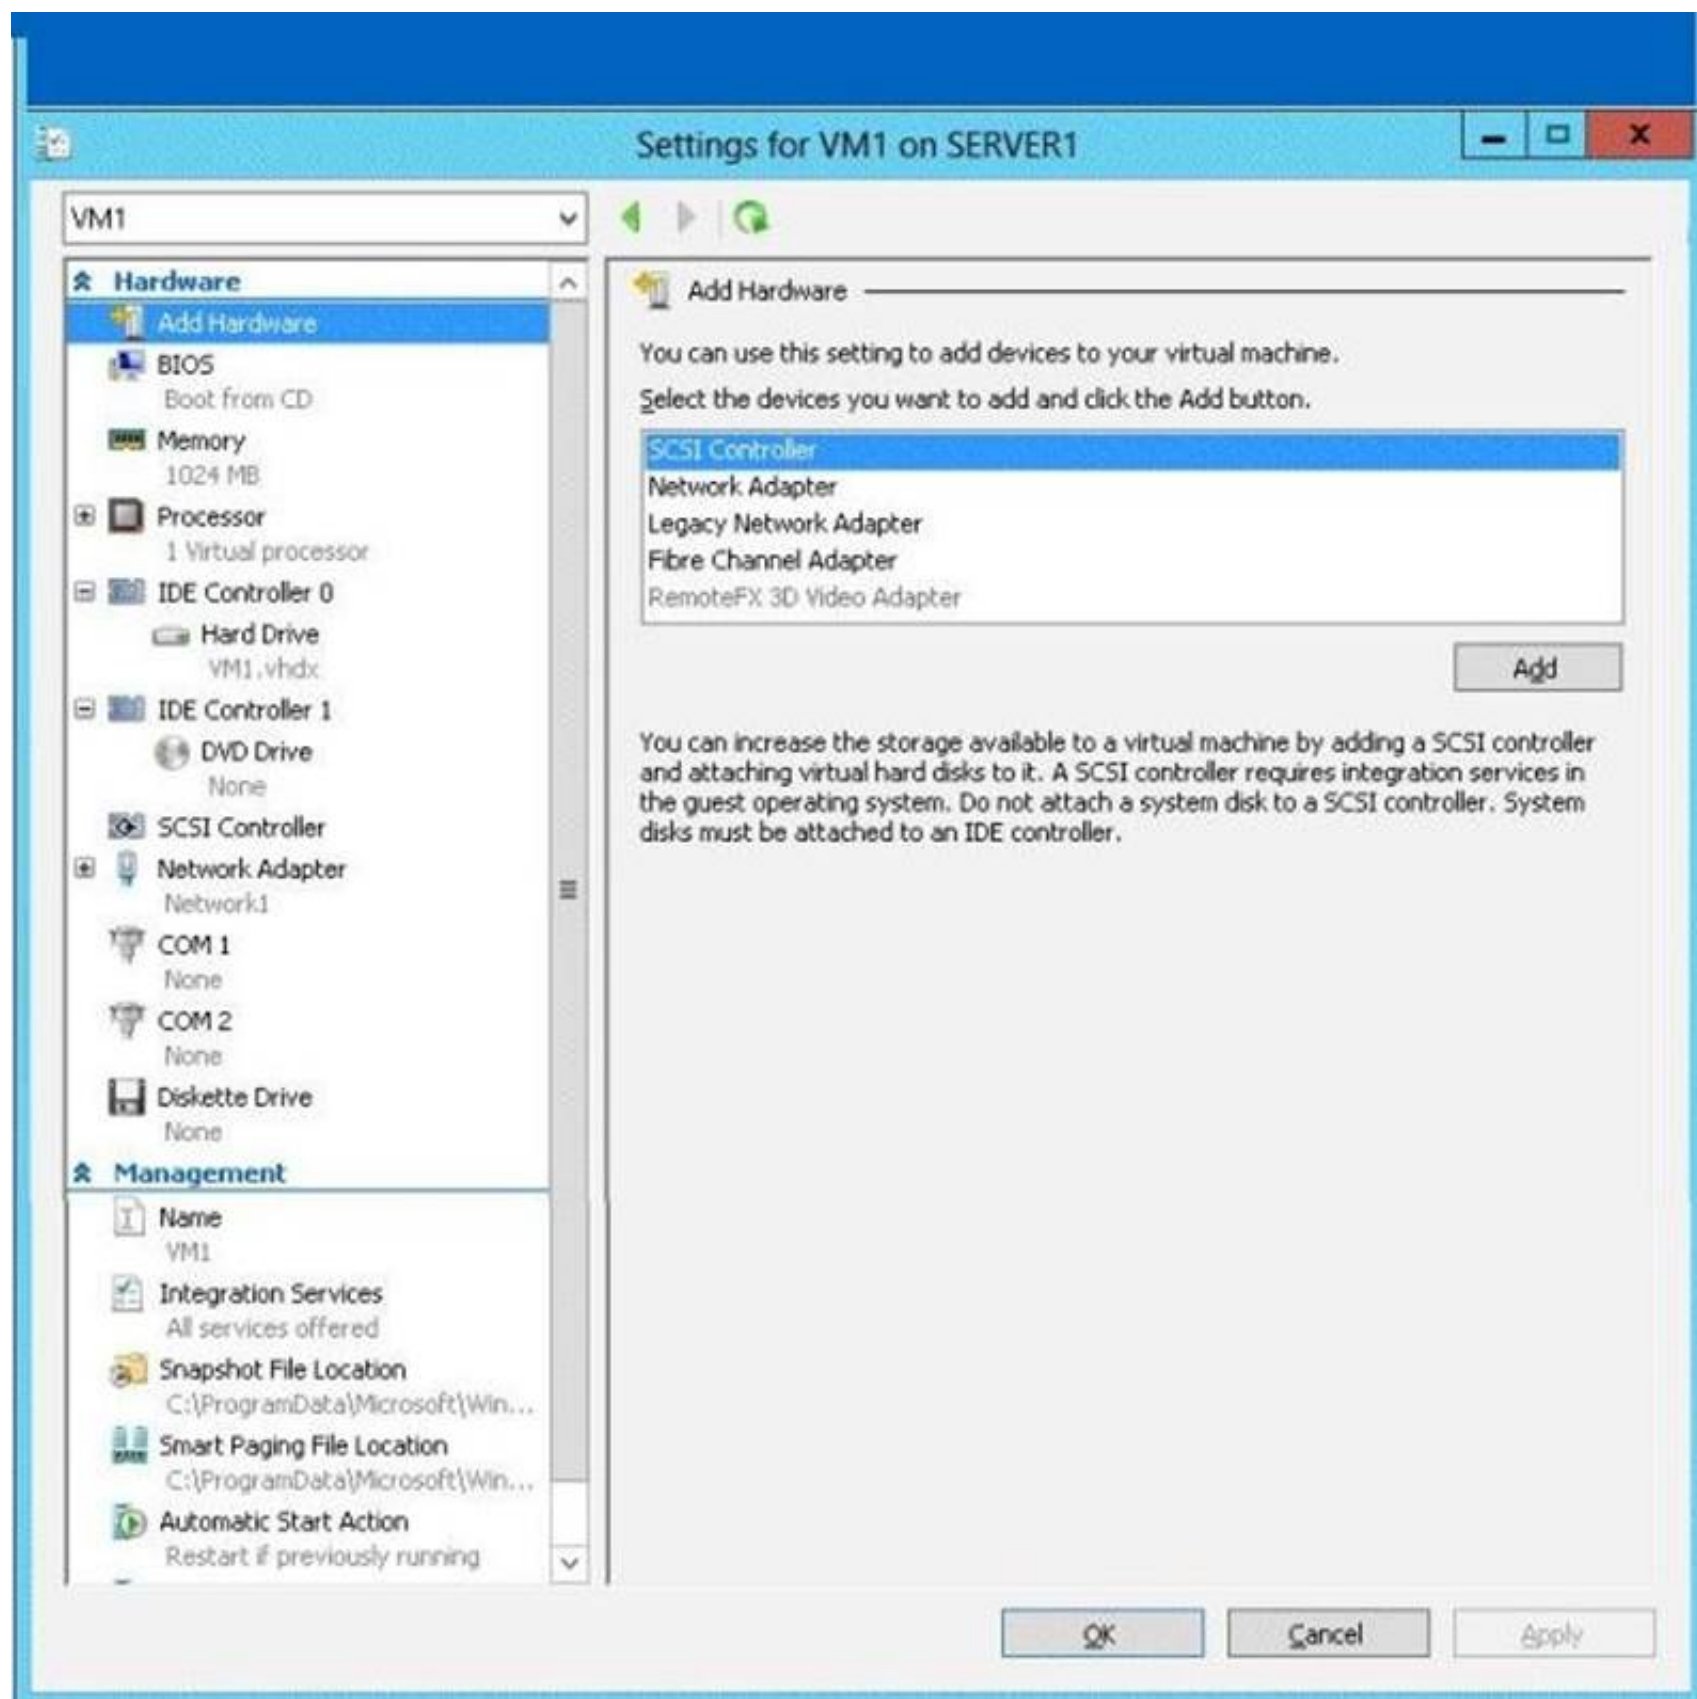 Settings for VM1 on SERVER1
VM1
Hardware
Add Hardware
BIOS
Boot from CD
Memory
1024 MB
Processor
1 Virtual processor
IDE Controller 0
Hard Drive
VM1.vhdx
IDE Controller 1
DVD Drive
None
SCSI Controller
Network Adapter
Network1
COM 1
None
COM 2
None
Diskette Drive
None
Management
Name
VM1
Integration Services
All services offered
Snapshot File Location
C:\ProgramData\Microsoft\Win...
Smart Paging File Location
C:\ProgramData\Microsoft\Win...
Automatic Start Action
Restart if previously running
Add Hardware
You can use this setting to add devices to your virtual machine.
Select the devices you want to add and click the Add button.
SCSI Controller
Network Adapter
Legacy Network Adapter
Fibre Channel Adapter
RemoteFX 3D Video Adapter
Add
You can increase the storage available to a virtual machine by adding a SCSI controller
and attaching virtual hard disks to it. A SCSI controller requires integration services in
the guest operating system. Do not attach a system disk to a SCSI controller. System
disks must be attached to an IDE controller.
OK
Cancel
Apply